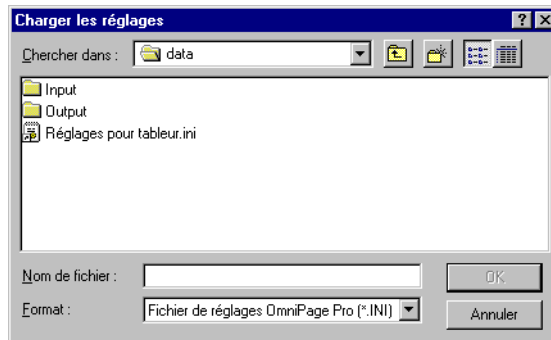 Charger les réglages
Chercher dans : data
Input
Output
Réglages pour tableur.ini
Nom de fichier : OK
Format : Fichier de réglages OmniPage Pro (*.INI) Annuler